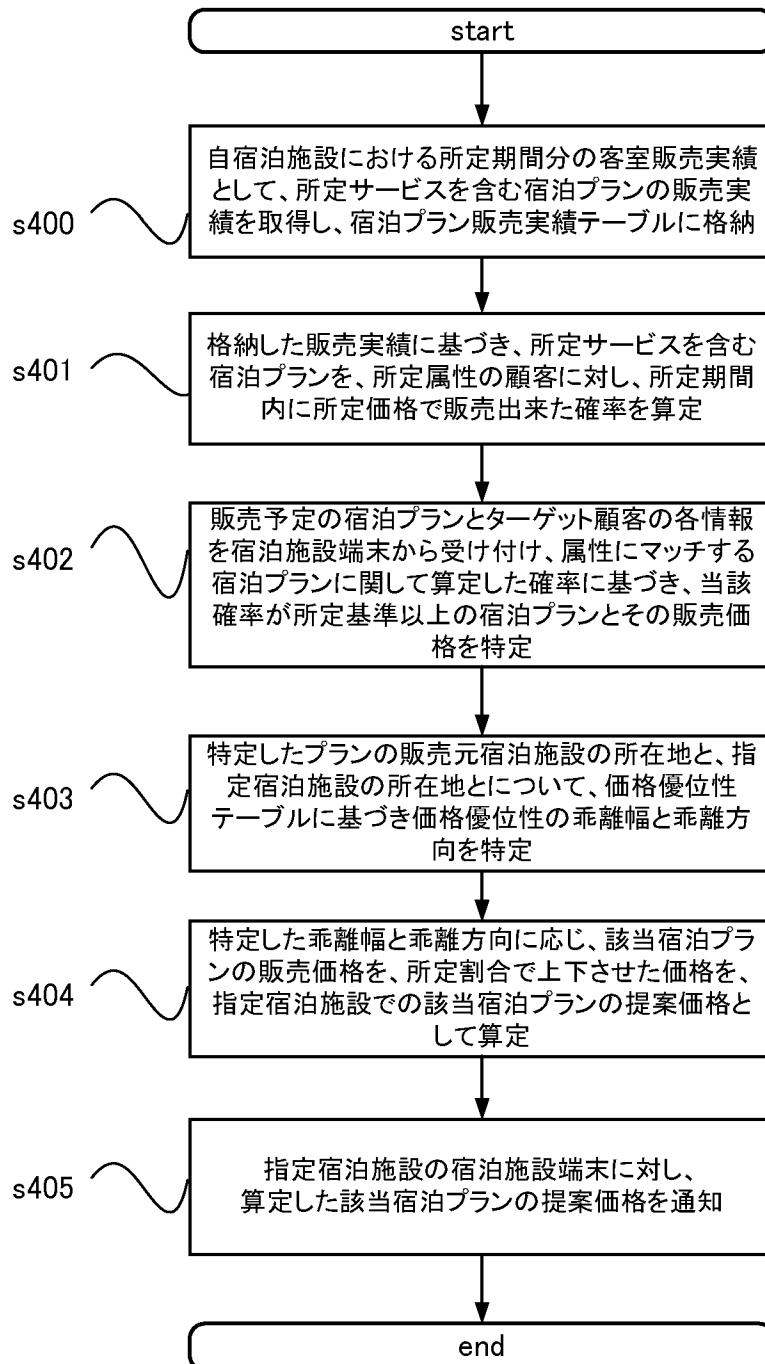 start
s400
自宿泊施設における所定期間分の客室販売実績
として、所定サービスを含む宿泊プランの販売実
績を取得し、宿泊プラン販売実績テーブルに格納
s401
格納した販売実績に基づき、所定サービスを含む
宿泊プランを、所定属性の顧客に対し、所定期間
内に所定価格で販売出来た確率を算定
s402
販売予定の宿泊プランとターゲット顧客の各情報
を宿泊施設端末から受け付け、属性にマッチする
宿泊プランに関して算定した確率に基づき、当該
確率が所定基準以上の宿泊プランとその販売価
格を特定
s403
特定したプランの販売元宿泊施設の所在地と、指
定宿泊施設の所在地とについて、価格優位性
テーブルに基づき価格優位性の乖離幅と乖離方
向を特定
s404
特定した乖離幅と乖離方向に応じ、該当宿泊プラ
ンの販売価格を、所定割合で上下させた価格を、
指定宿泊施設での該当宿泊プランの提案価格と
して算定
s405
指定宿泊施設の宿泊施設端末に対し、
算定した該当宿泊プランの提案価格を通知
end